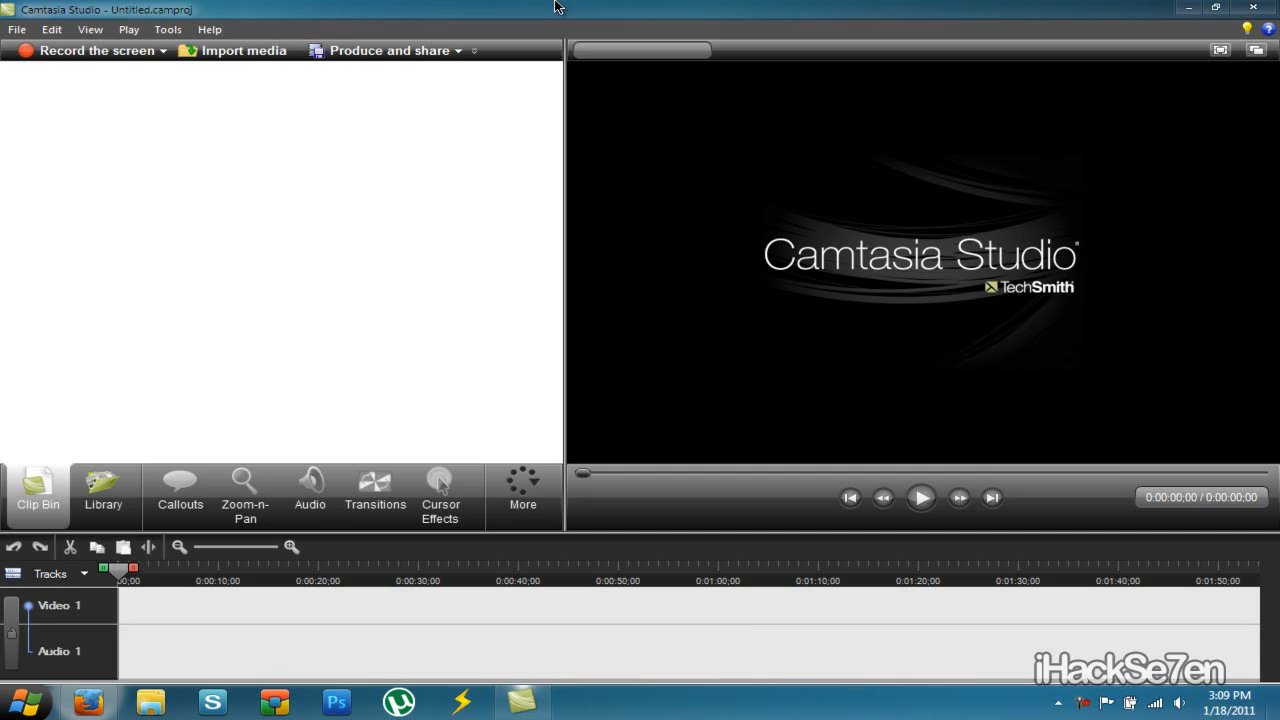 Camtasia Studio - Untitled.camproj
File Edit View Play Tools Help
Record the screen Import media Produce and share
Camtasia Studio®
TechSmith
Clip Bin Library Callouts Zoom-n-Pan Audio Transitions Cursor Effects More
0:00:00;00 / 0:00:00;00
Tracks 00;00 0:00:10;00 0:00:20;00 0:00:30;00 0:00:40;00 0:00:50;00 0:01:00;00 0:01:10;00 0:01:20;00 0:01:30;00 0:01:40;00 0:01:50;00
Video 1
Audio 1
iHackSe7en
S Ps
3:09 PM
1/18/2011